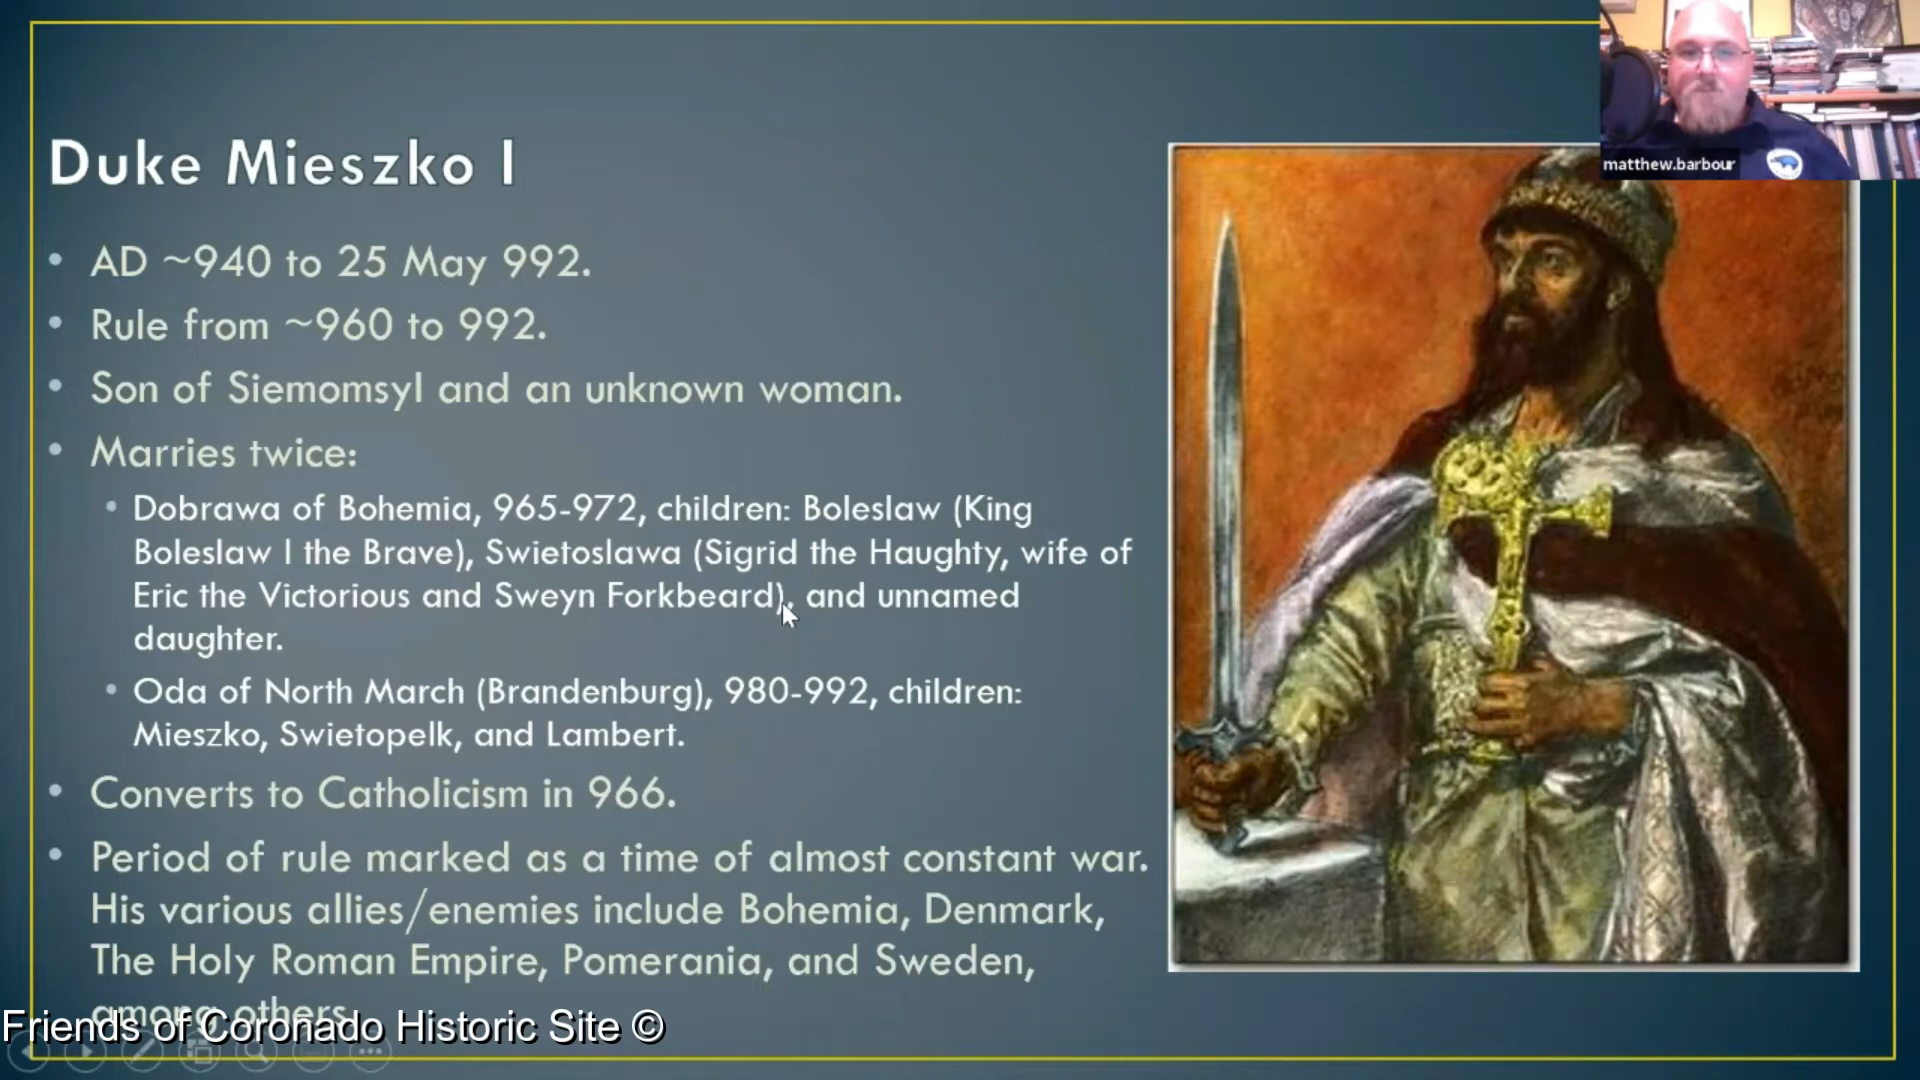 matthew.barbour
Duke Mieszko I
• AD ~940 to 25 May 992.
• Rule from ~960 to 992.
• Son of Siemomsyl and an unknown woman.
• Marries twice:
• Dobrawa of Bohemia, 965-972, children: Boleslaw (King
Boleslaw I the Brave), Swietoslawa (Sigrid the Haughty, wife of
Eric the Victorious and Sweyn Forkbeard), and unnamed
daughter.
• Oda of North March (Brandenburg), 980-992, children:
Mieszko, Swietopelk, and Lambert.
• Converts to Catholicism in 966.
• Period of rule marked as a time of almost constant war.
His various allies/enemies include Bohemia, Denmark,
The Holy Roman Empire, Pomerania, and Sweden,
among others.
Friends of Coronado Historic Site ©